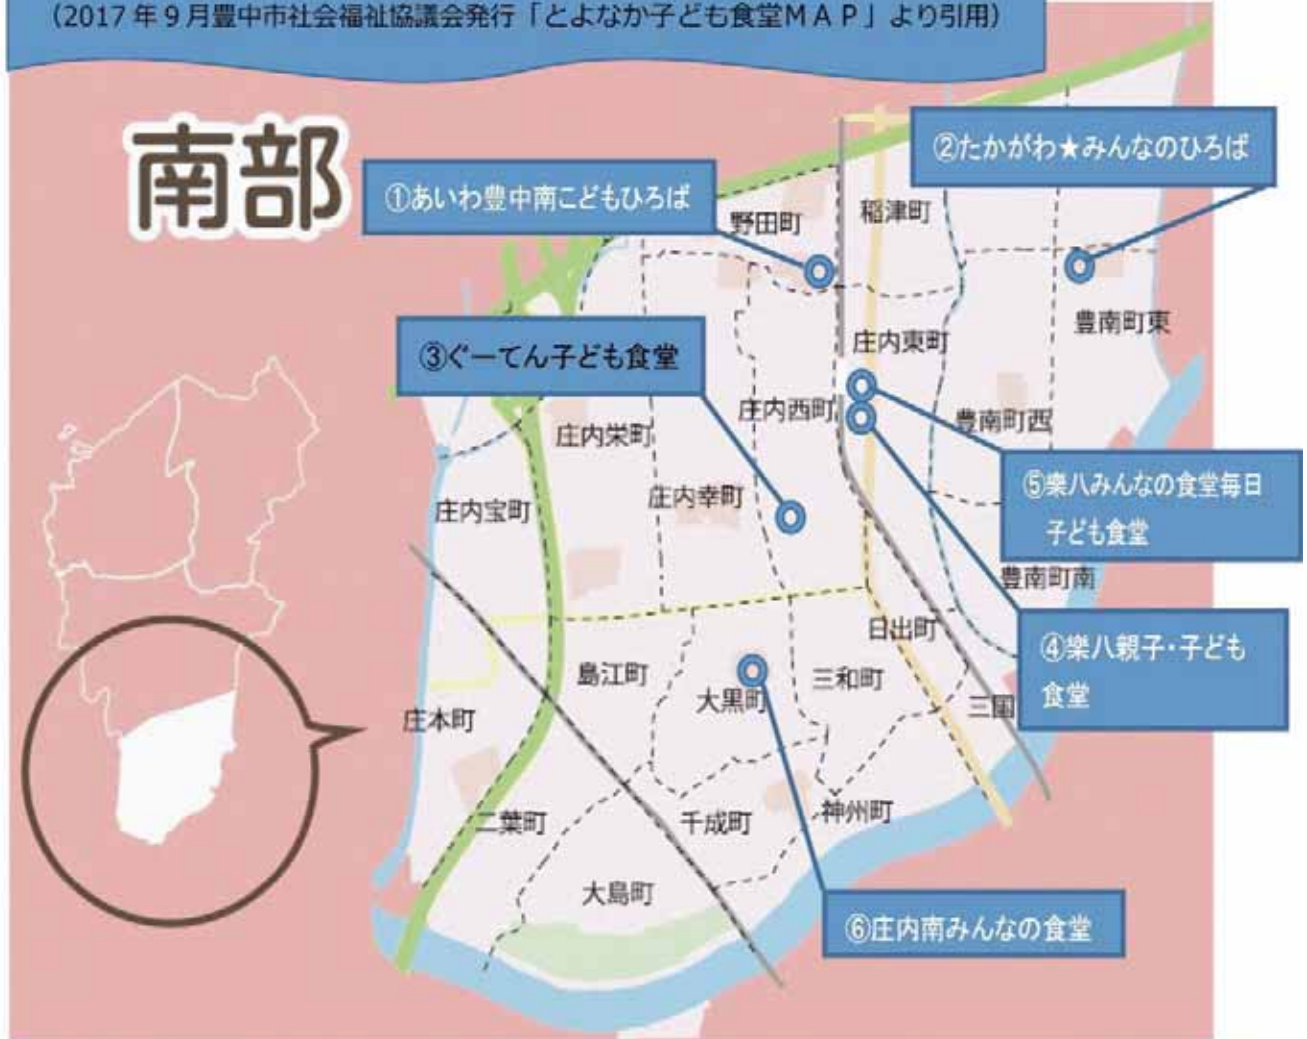 (2017年9月豊中市社会福祉協議会発行「とよなか子ども食堂MAP」より引用)
南部
②たかがわ★みんなのひろば
①あいわ豊中南こどもひろば
野田町
稲津町
豊南町東
庄内東町
③ぐーてん子ども食堂
庄内西町
豊南町西
庄内栄町
⑤樂八みんなの食堂毎日
子ども食堂
庄内幸町
庄内宝町
豊南町南
日出町
④樂八親子・子ども
食堂
島江町
三和町
大黒町
三国
庄本町
二葉町
千成町
神州町
大島町
⑥庄内南みんなの食堂